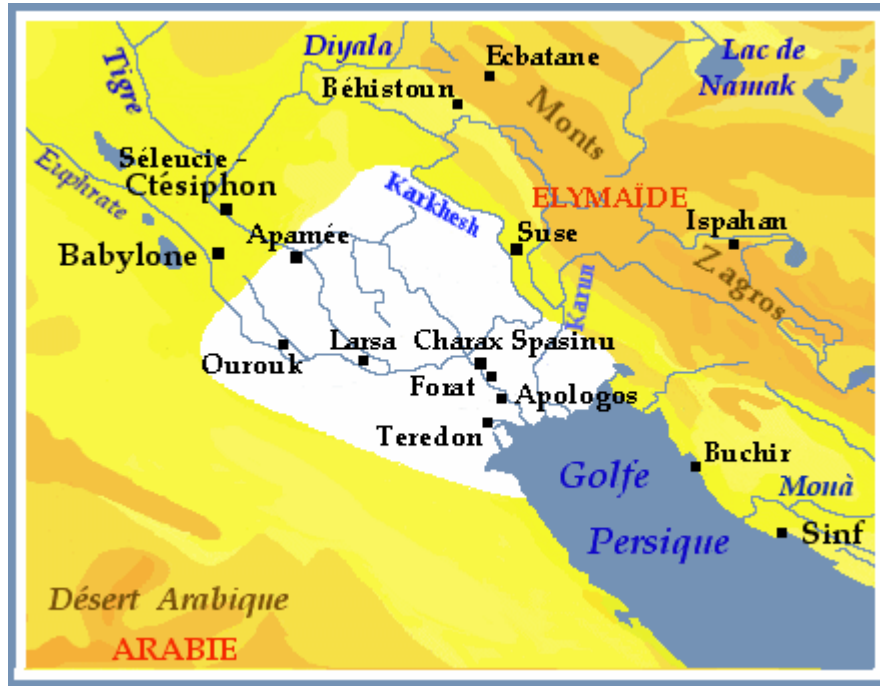 Diyala
Ecbatane
Lac de
Namak
Tigre
Béhistoun
Monts
Séleucie -
Ctésiphon
Euphrate
Karkhesh
ELYMAÏDE
Apamée
Suse
Ispahan
Babylone
Zagros
Karun
Larsa
Charax Spasinu
Ourouk
Forat
Apologos
Teredon
Buchir
Golfe
Mouà
Persique
Sinf
Désert Arabique
ARABIE